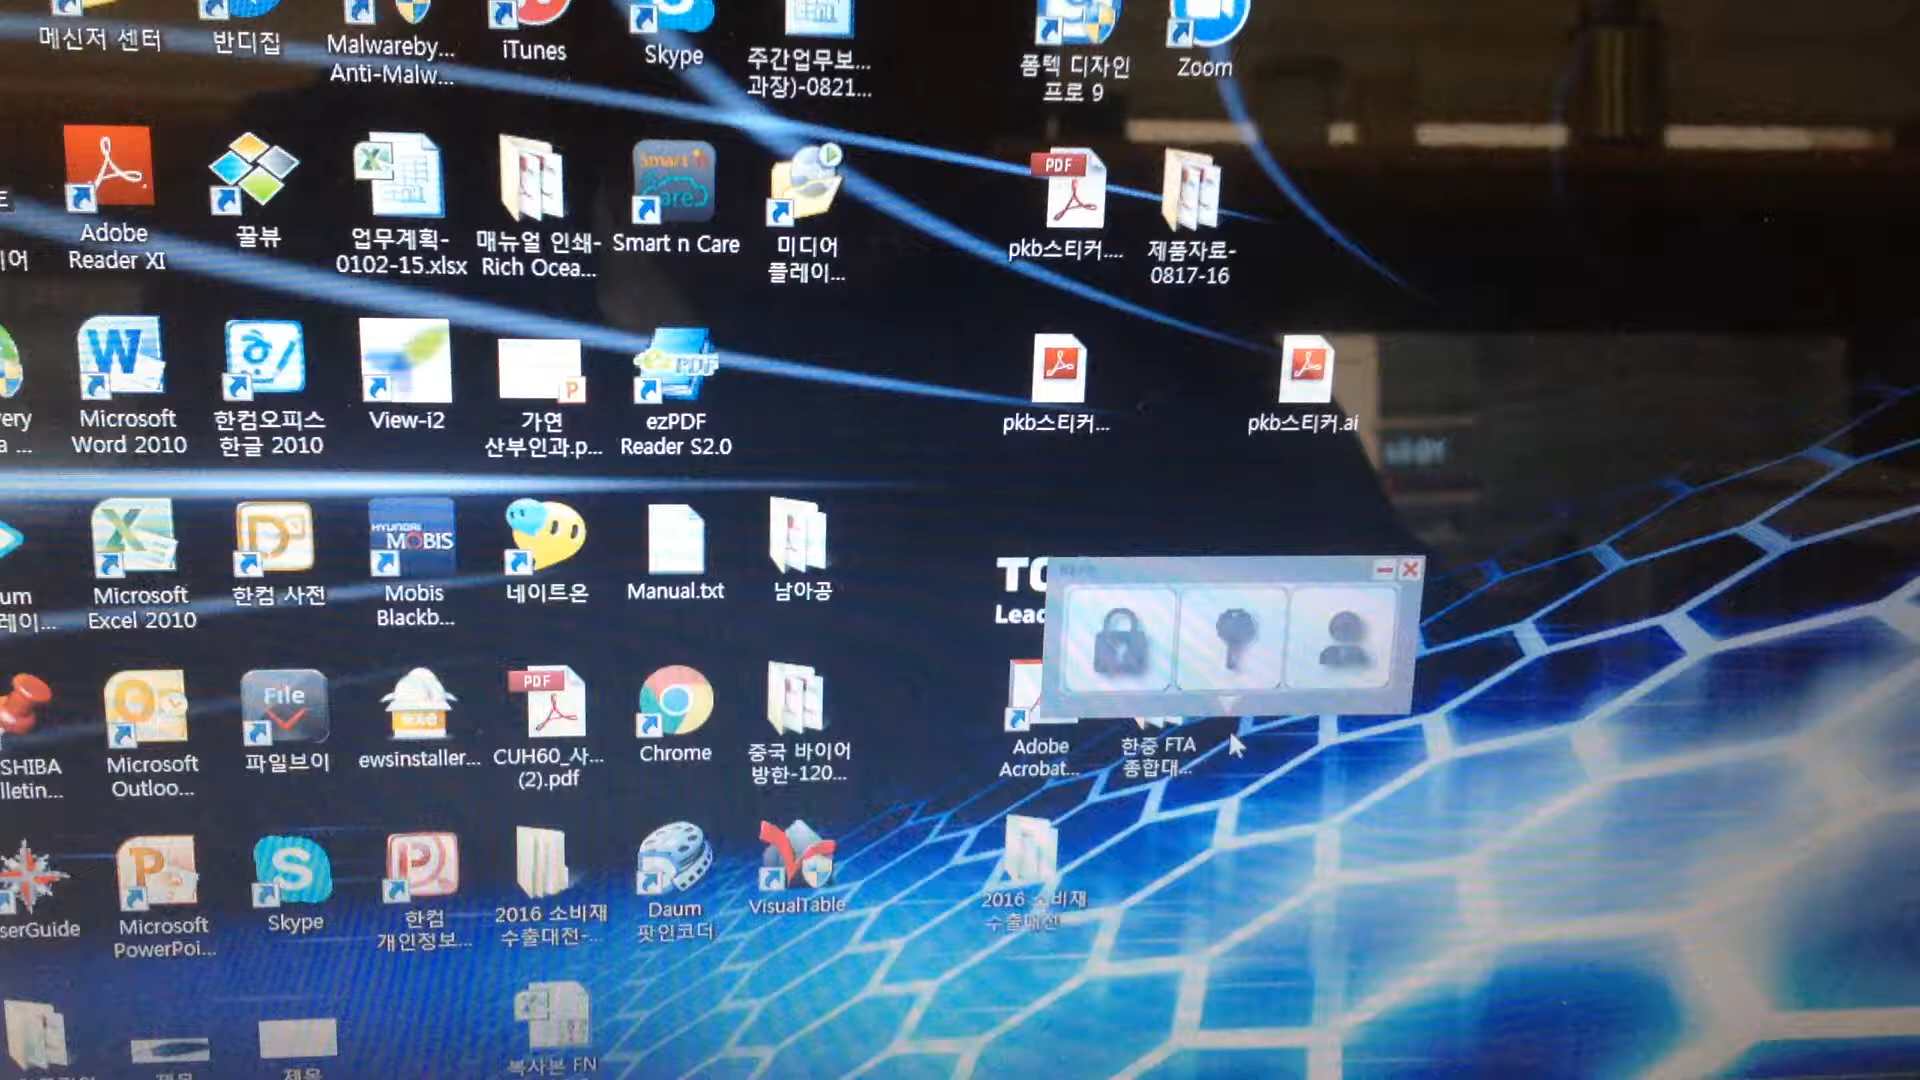 메신저 센터
반디집
Malwareby...
Anti-Malw...
iTunes
Skype
주간업무보...
과장)-0821...
폼텍 디자인
프로 9
Zoom
Adobe
Reader XI
꿀뷰
업무계획-
0102-15.xlsx
매뉴얼 인쇄-
Rich Ocea...
Smart n Care
미디어
플레이...
PDF
pkb스티커....
제품자료-
0817-16
Microsoft
Word 2010
한컴오피스
한글 2010
View-i2
가연
산부인과.p...
ezPDF
Reader S2.0
pkb스티커...
pkb스티커.ai
Microsoft
Excel 2010
한컴 사전
HYUNDAI
MOBIS
Mobis
Blackb...
네이트온
Manual.txt
남아공
Microsoft
Outloo...
File
파일브이
exe
ewsinstaller...
PDF
CUH60_사...
(2).pdf
Chrome
중국 바이어
방한-120...
Adobe
Acrobat...
한중 FTA
종합대...
serGuide
Microsoft
PowerPoi...
Skype
한컴
개인정보...
2016 소비재
수출대전-...
Daum
팟인코더
VisualTable
2016 소비재
수출대전-
복사본 FN